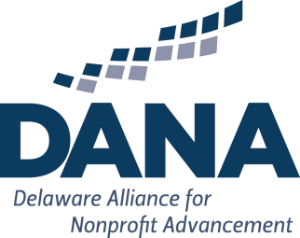 DANA
Delaware Alliance for
Nonprofit Advancement